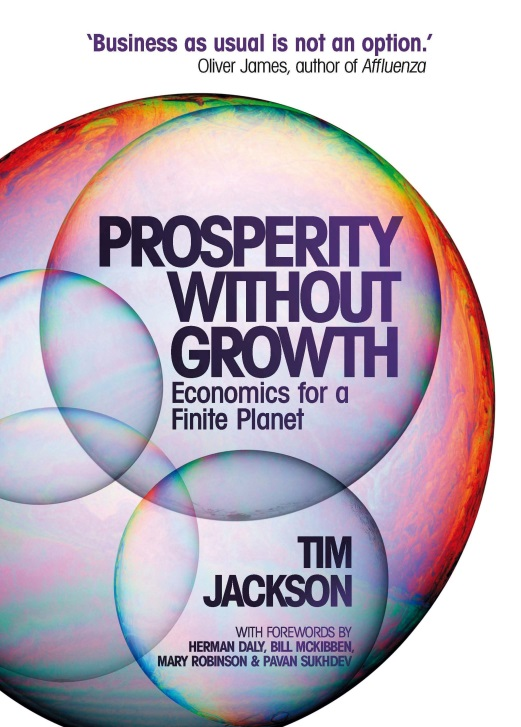 ‘Business as usual is not an option.’
Oliver James, author of Affluenza
PROSPERITY
WITHOUT
GROWTH
Economics for a
Finite Planet
TIM
JACKSON
WITH FOREWORDS BY
HERMAN DALY, BILL MCKIBBEN,
MARY ROBINSON & PAVAN SUKHDEV